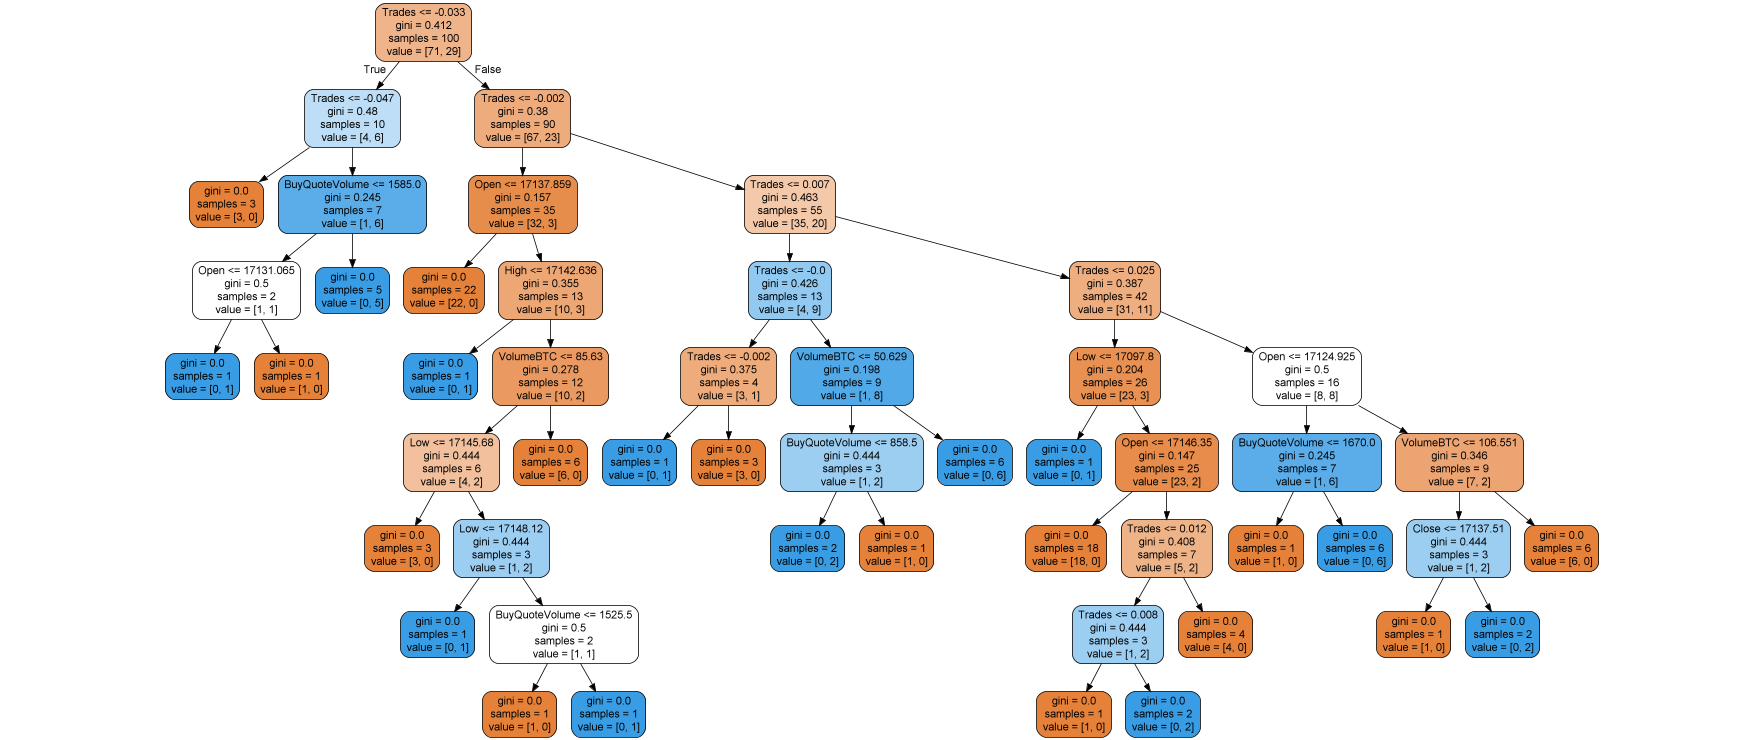 Trades <= -0.033
gini = 0.412
samples = 100
value = [71, 29]
True
False
Trades <= -0.047
gini = 0.48
samples = 10
value = [4, 6]
Trades <= -0.002
gini = 0.38
samples = 90
value = [67, 23]
gini = 0.0
samples = 3
value = [3, 0]
BuyQuoteVolume <= 1585.0
gini = 0.245
samples = 7
value = [1, 6]
Open <= 17137.859
gini = 0.157
samples = 35
value = [32, 3]
Trades <= 0.007
gini = 0.463
samples = 55
value = [35, 20]
Open <= 17131.065
gini = 0.5
samples = 2
value = [1, 1]
gini = 0.0
samples = 5
value = [0, 5]
gini = 0.0
samples = 22
value = [22, 0]
High <= 17142.636
gini = 0.355
samples = 13
value = [10, 3]
Trades <= -0.0
gini = 0.426
samples = 13
value = [4, 9]
Trades <= 0.025
gini = 0.387
samples = 42
value = [31, 11]
gini = 0.0
samples = 1
value = [0, 1]
gini = 0.0
samples = 1
value = [1, 0]
gini = 0.0
samples = 1
value = [0, 1]
VolumeBTC <= 85.63
gini = 0.278
samples = 12
value = [10, 2]
Trades <= -0.002
gini = 0.375
samples = 4
value = [3, 1]
VolumeBTC <= 50.629
gini = 0.198
samples = 9
value = [1, 8]
Low <= 17097.8
gini = 0.204
samples = 26
value = [23, 3]
Open <= 17124.925
gini = 0.5
samples = 16
value = [8, 8]
Low <= 17145.68
gini = 0.444
samples = 6
value = [4, 2]
gini = 0.0
samples = 6
value = [6, 0]
gini = 0.0
samples = 1
value = [0, 1]
gini = 0.0
samples = 3
value = [3, 0]
BuyQuoteVolume <= 858.5
gini = 0.444
samples = 3
value = [1, 2]
gini = 0.0
samples = 6
value = [0, 6]
gini = 0.0
samples = 1
value = [0, 1]
Open <= 17146.35
gini = 0.147
samples = 25
value = [23, 2]
BuyQuoteVolume <= 1670.0
gini = 0.245
samples = 7
value = [1, 6]
VolumeBTC <= 106.551
gini = 0.346
samples = 9
value = [7, 2]
gini = 0.0
samples = 3
value = [3, 0]
Low <= 17148.12
gini = 0.444
samples = 3
value = [1, 2]
gini = 0.0
samples = 2
value = [0, 2]
gini = 0.0
samples = 1
value = [1, 0]
gini = 0.0
samples = 18
value = [18, 0]
Trades <= 0.012
gini = 0.408
samples = 7
value = [5, 2]
gini = 0.0
samples = 1
value = [1, 0]
gini = 0.0
samples = 6
value = [0, 6]
Close <= 17137.51
gini = 0.444
samples = 3
value = [1, 2]
gini = 0.0
samples = 6
value = [6, 0]
gini = 0.0
samples = 1
value = [0, 1]
BuyQuoteVolume <= 1525.5
gini = 0.5
samples = 2
value = [1, 1]
Trades <= 0.008
gini = 0.444
samples = 3
value = [1, 2]
gini = 0.0
samples = 4
value = [4, 0]
gini = 0.0
samples = 1
value = [1, 0]
gini = 0.0
samples = 2
value = [0, 2]
gini = 0.0
samples = 1
value = [1, 0]
gini = 0.0
samples = 1
value = [0, 1]
gini = 0.0
samples = 1
value = [1, 0]
gini = 0.0
samples = 2
value = [0, 2]